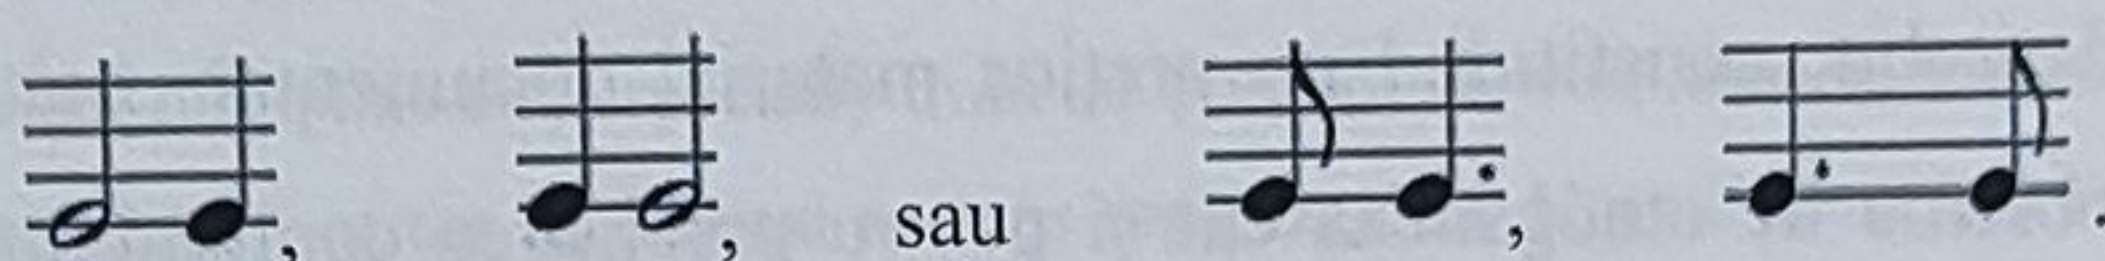 , , sau , .